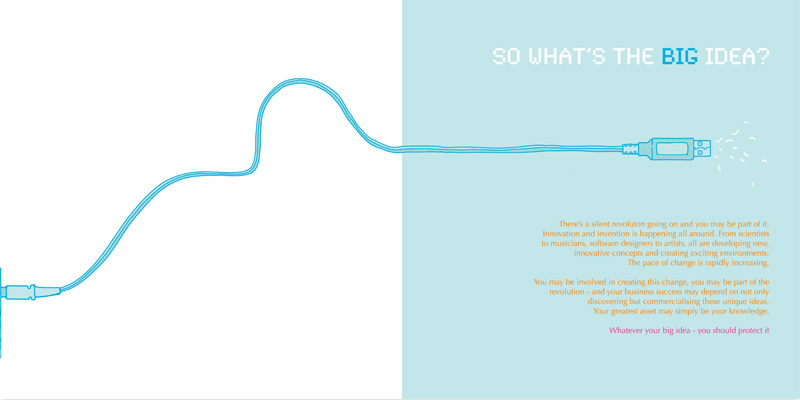 SO WHAT'S THE BIG IDEA?
There's a silent revoluton going on and you may be part of it.
Innovation and invention is happening all around. From scientists
to musicians, software designers to artists, all are developing new,
innovative concepts and creating exciting environments.
The pace of change is rapidly increasing.
You may be involved in creating this change, you may be part of the
revolution - and your business success may depend on not only
discovering but commercialising these unique ideas.
Your greatest asset may simply be your knowledge.
Whatever your big idea - you should protect it